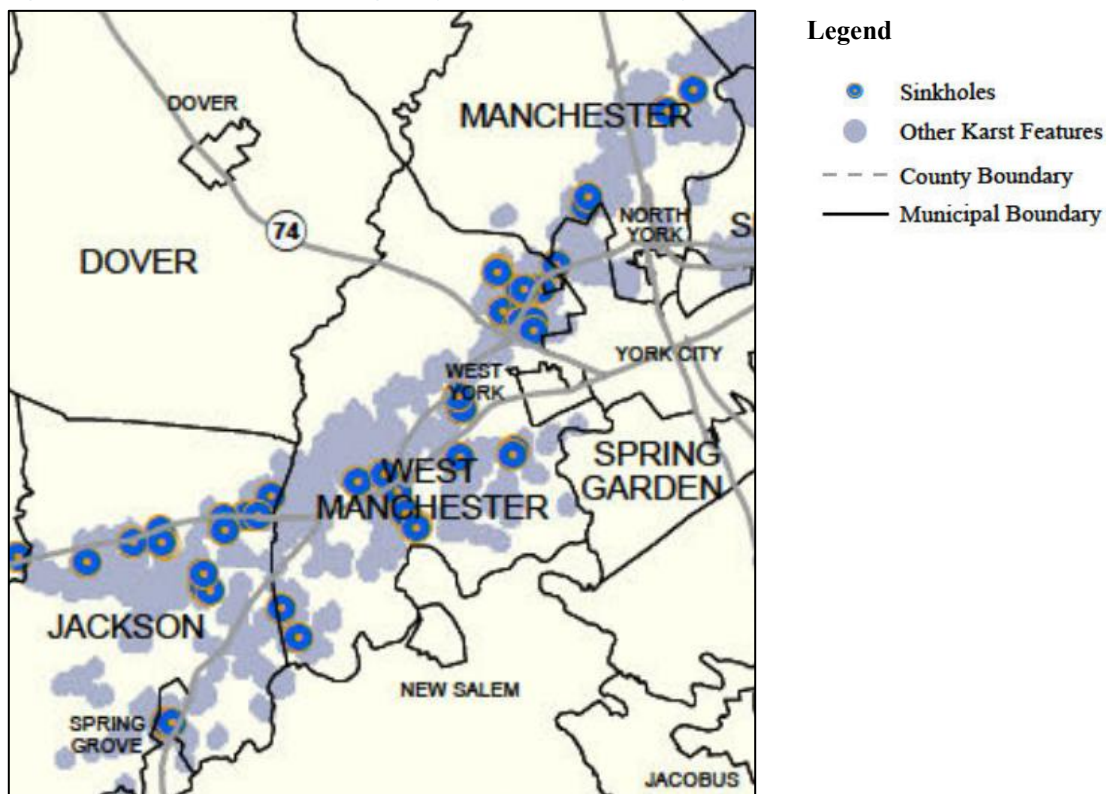 Legend
Sinkholes
Other Karst Features
County Boundary
Municipal Boundary
DOVER
MANCHESTER
NORTH
YORK
S
74
DOVER
YORK CITY
WEST
YORK
SPRING
GARDEN
WEST
MANCHESTER
JACKSON
NEW SALEM
SPRING
GROVE
JACOBUS